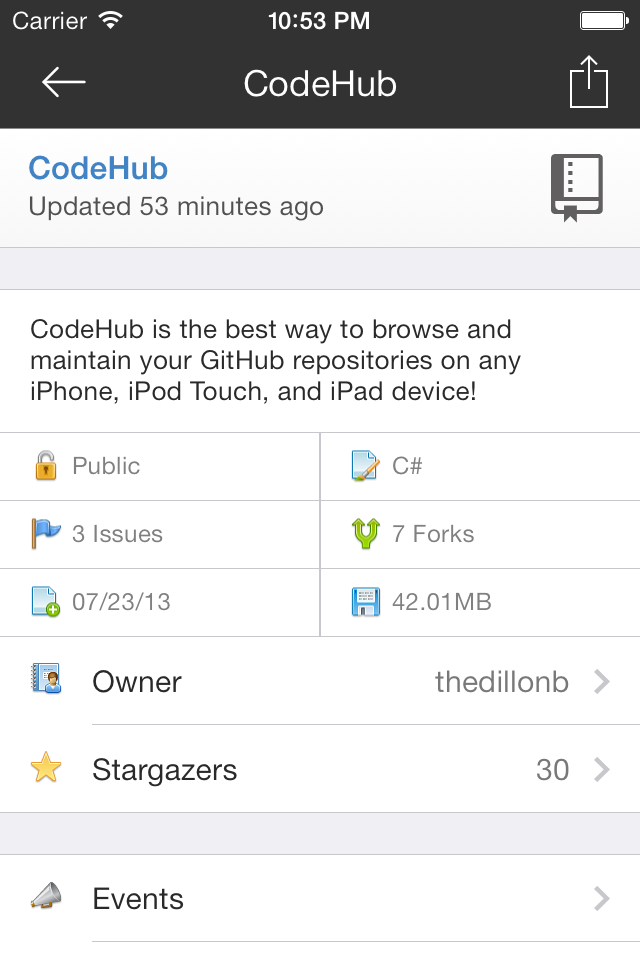 Carrier 10:53 PM
CodeHub
CodeHub
Updated 53 minutes ago
CodeHub is the best way to browse and
maintain your GitHub repositories on any
iPhone, iPod Touch, and iPad device!
Public C#
3 Issues 7 Forks
07/23/13 42.01MB
Owner thedillonb
Stargazers 30
Events